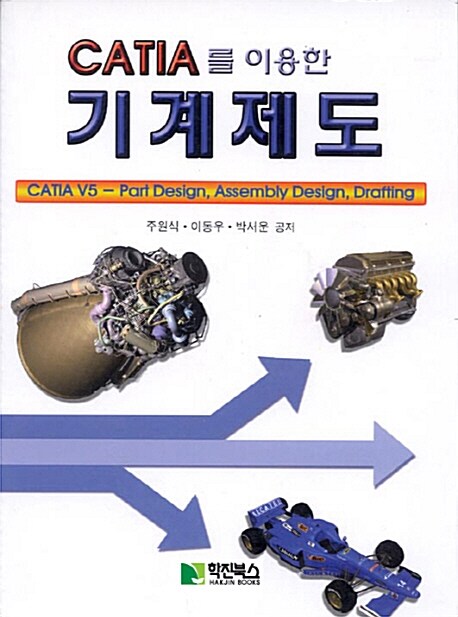 CATIA를 이용한
기계제도
CATIA V5 – Part Design, Assembly Design, Drafting
주원식 · 이동우 · 박서운 공저
ALCATEL
학진북스
HAKJIN BOOKS